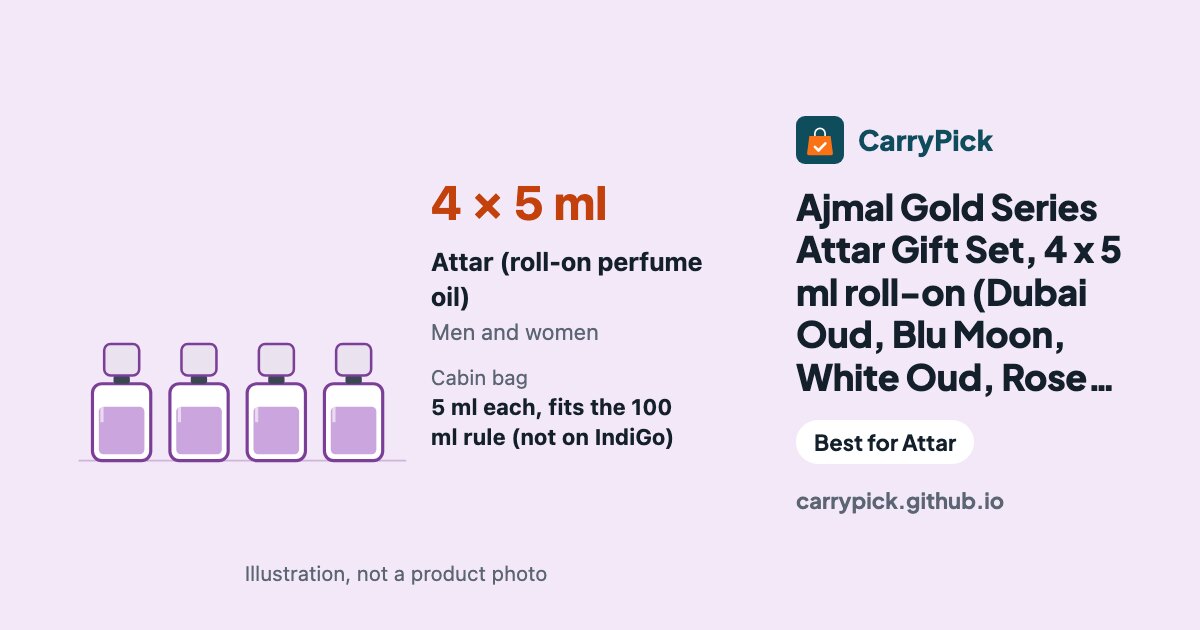 4 × 5 ml
Attar (roll-on perfume
oil)
Men and women
Cabin bag
5 ml each, fits the 100
ml rule (not on IndiGo)
Illustration, not a product photo
CarryPick
Ajmal Gold Series
Attar Gift Set, 4 x 5
ml roll-on (Dubai
Oud, Blu Moon,
White Oud, Rose…
Best for Attar
carrypick.github.io